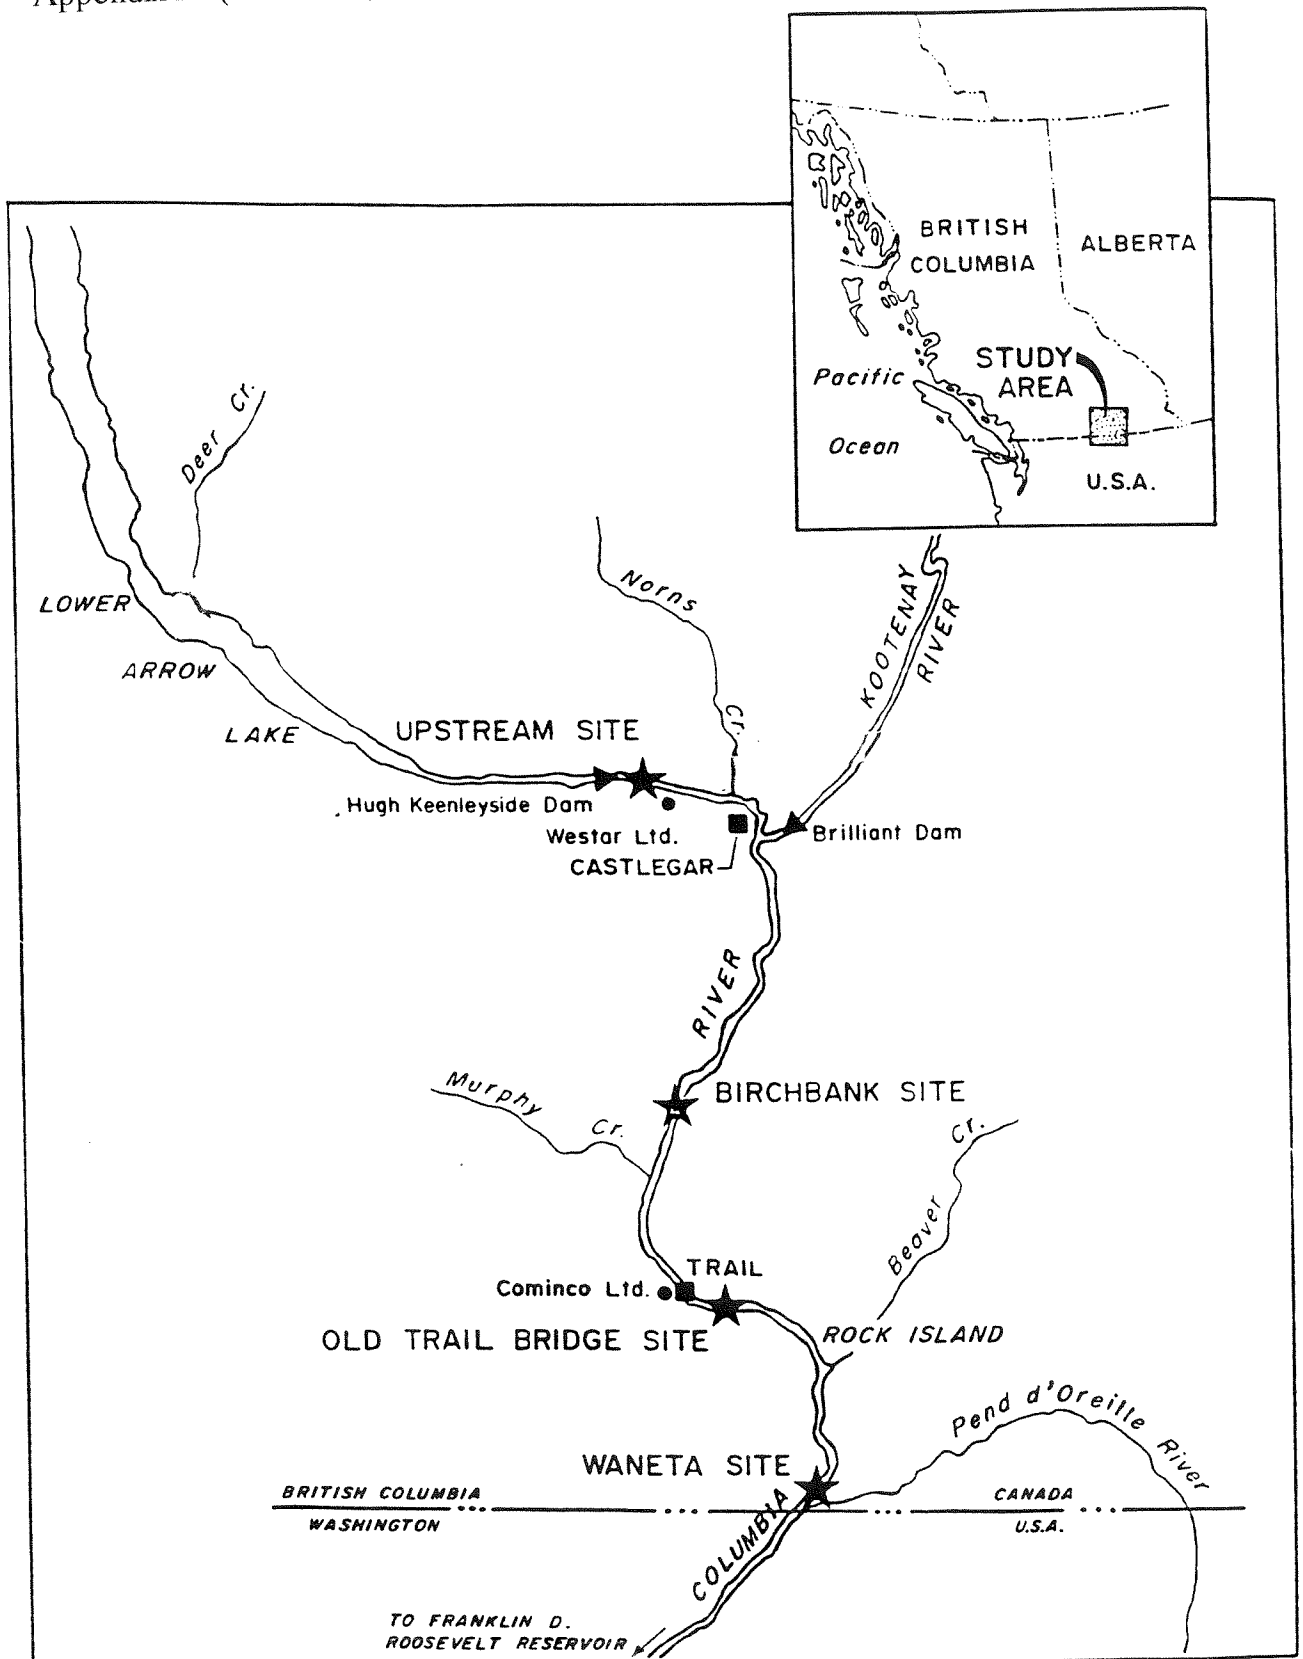 BRITISH
COLUMBIA
ALBERTA
STUDY
AREA
Pacific
Ocean
U.S.A.
Deer Cr.
LOWER
ARROW
LAKE
Norns
Cr.
KOOTENAY
RIVER
UPSTREAM SITE
Hugh Keenleyside Dam
Westar Ltd.
CASTLEGAR
Brilliant Dam
RIVER
BIRCHBANK SITE
Murphy
Cr.
Beaver
Cr.
TRAIL
Cominco Ltd.
OLD TRAIL BRIDGE SITE
ROCK ISLAND
Pend d'Oreille River
WANETA SITE
BRITISH COLUMBIA
WASHINGTON
CANADA
U.S.A.
COLUMBIA
TO FRANKLIN D.
ROOSEVELT RESERVOIR